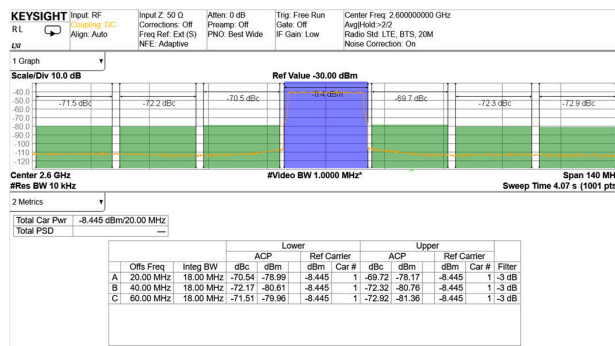 KEYSIGHT Input: RF Input Z: 50 Ω Atten: 0 dB Trig: Free Run Center Freq: 2.600000000 GHz
RL Coupling: DC Corrections: Off Preamp: Off Gate: Off Avg|Hold:>2/2
Align: Auto Freq Ref: Ext (S) PNO: Best Wide IF Gain: Low Radio Std: LTE, BTS, 20M
LXI NFE: Adaptive Noise Correction: On
1 Graph
Scale/Div 10.0 dB Ref Value -30.00 dBm
-40.0
-50.0 -71.5 dBc -72.2 dBc -70.5 dBc -8.4 dBm -69.7 dBc -72.3 dBc -72.9 dBc
-60.0
-70.0
-80.0
-90.0
-100
-110
-120
Center 2.6 GHz #Video BW 1.0000 MHz* Span 140 MH
#Res BW 10 kHz Sweep Time 4.07 s (1001 pts
2 Metrics
Total Car Pwr -8.445 dBm/20.00 MHz
Total PSD ---
Lower Upper
ACP Ref Carrier ACP Ref Carrier
Offs Freq Integ BW dBc dBm dBm Car # dBc dBm dBm Car # Filter
A 20.00 MHz 18.00 MHz -70.54 -78.99 -8.445 1 -69.72 -78.17 -8.445 1 -3 dB
B 40.00 MHz 18.00 MHz -72.17 -80.61 -8.445 1 -72.32 -80.76 -8.445 1 -3 dB
C 60.00 MHz 18.00 MHz -71.51 -79.96 -8.445 1 -72.92 -81.36 -8.445 1 -3 dB